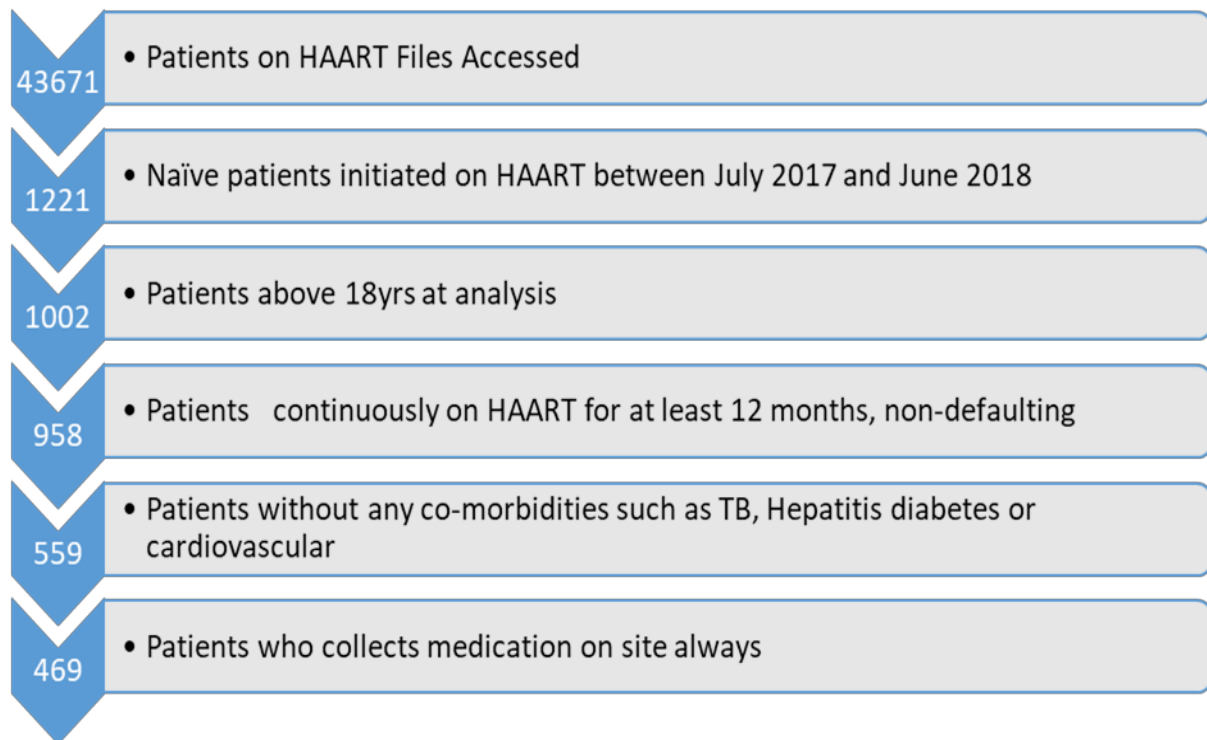 43671
• Patients on HAART Files Accessed
1221
• Naïve patients initiated on HAART between July 2017 and June 2018
1002
• Patients above 18yrs at analysis
958
• Patients continuously on HAART for at least 12 months, non-defaulting
559
• Patients without any co-morbidities such as TB, Hepatitis diabetes or
cardiovascular
469
• Patients who collects medication on site always